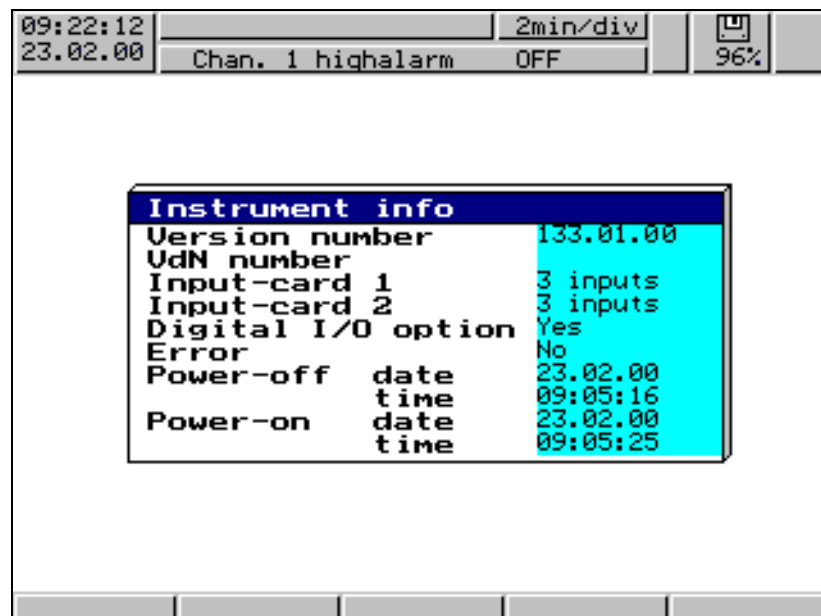 09:22:12 2min/div
23.02.00 Chan. 1 highalarm OFF 96%
Instrument info
Version number 133.01.00
VdN number
Input-card 1 3 inputs
Input-card 2 3 inputs
Digital I/O option Yes
Error No
Power-off date 23.02.00
time 09:05:16
Power-on date 23.02.00
time 09:05:25